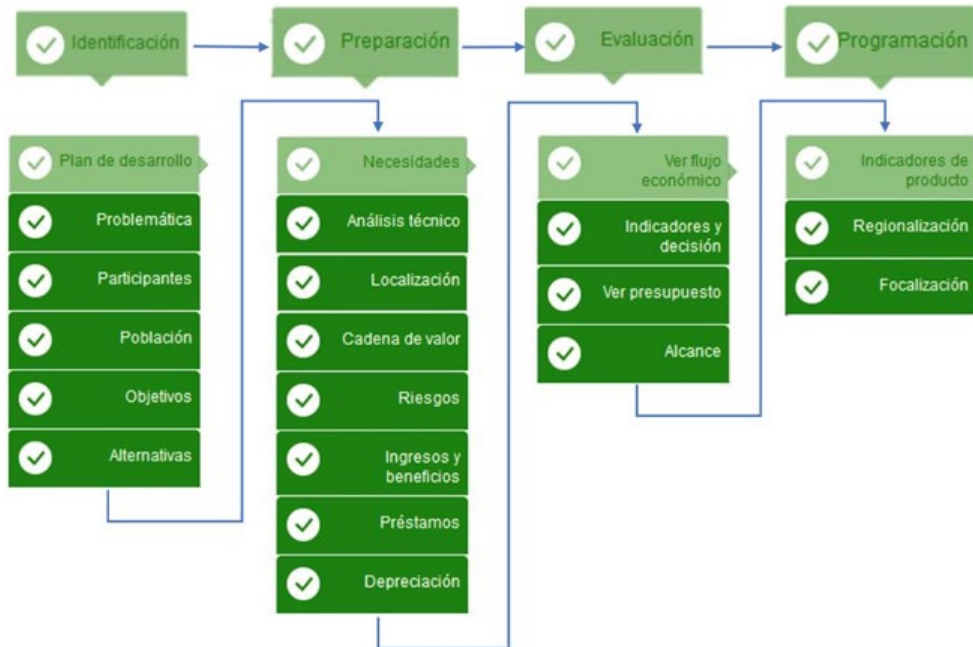 Identificación
Preparación
Evaluación
Programación
Plan de desarrollo
Problemática
Participantes
Población
Objetivos
Alternativas
Necesidades
Análisis técnico
Localización
Cadena de valor
Riesgos
Ingresos y
beneficios
Préstamos
Depreciación
Ver flujo
económico
Indicadores y
decisión
Ver presupuesto
Alcance
Indicadores de
producto
Regionalización
Focalización